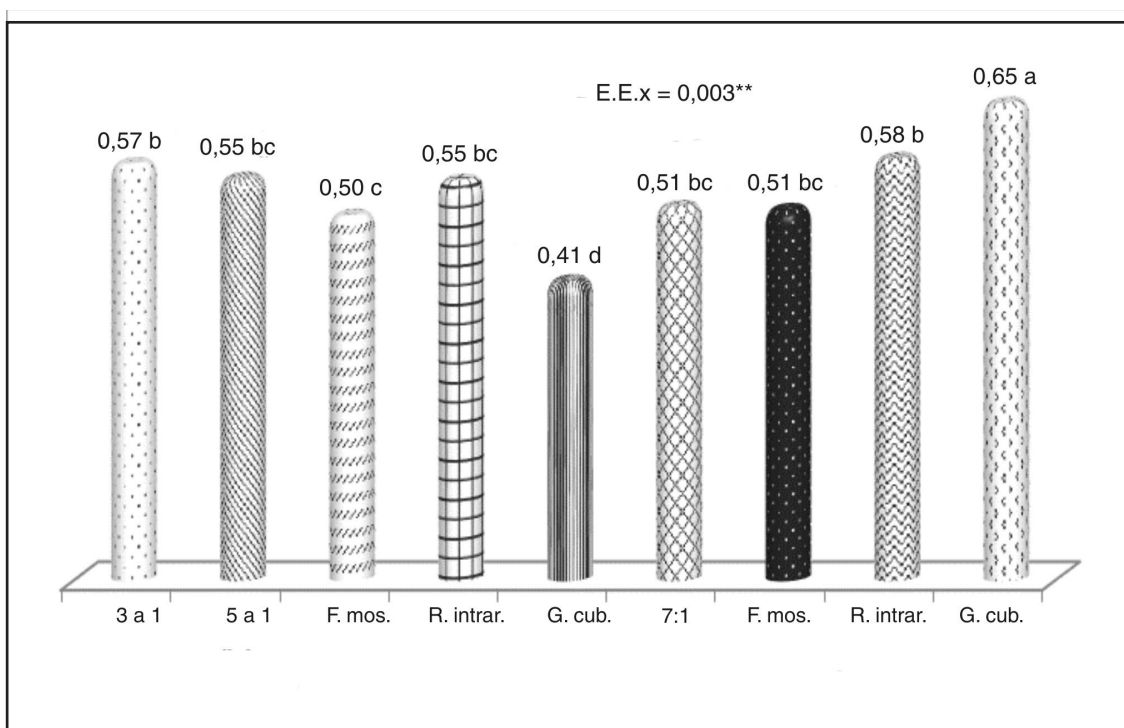 E.E.x = 0,003**
0,57 b
0,55 bc
0,50 c
0,55 bc
0,41 d
0,51 bc
0,51 bc
0,58 b
0,65 a
3 a 1
5 a 1
F. mos.
R. intrar.
G. cub.
7:1
F. mos.
R. intrar.
G. cub.